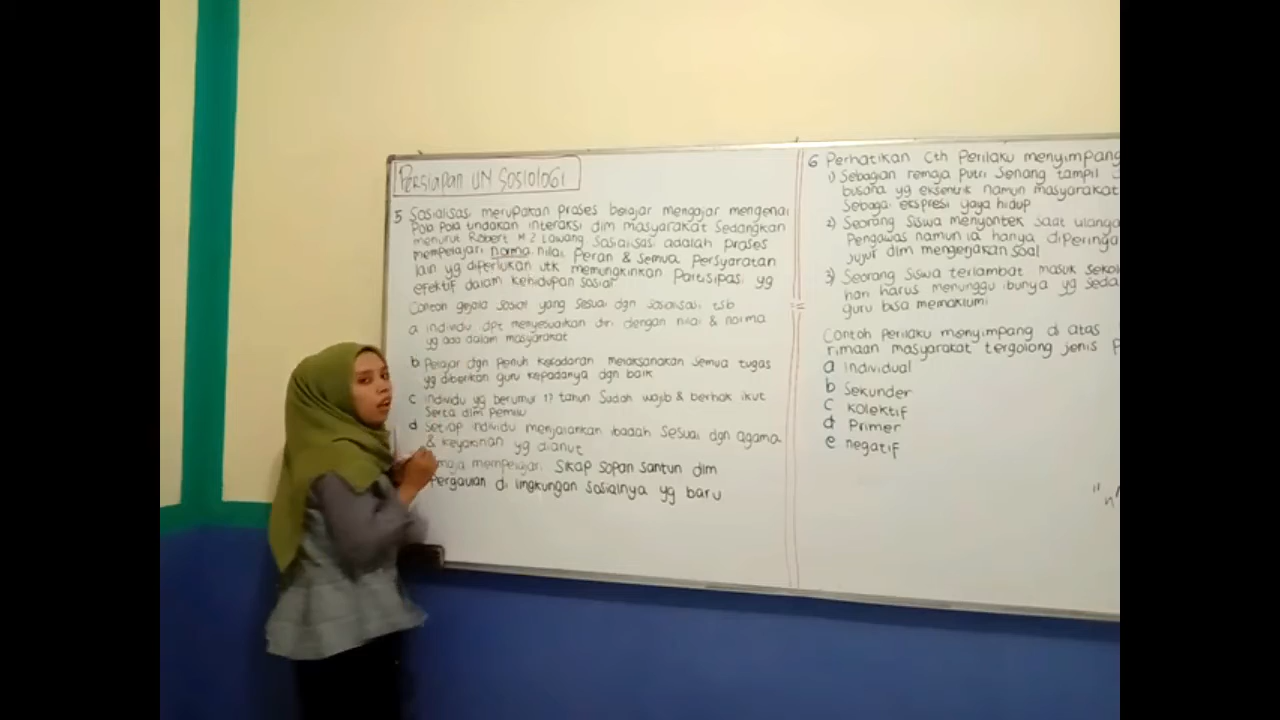 PERSIAPAN UN SOSIOLOGI
5 Sosialisasi merupakan proses belajar mengajar mengenai
Pola pola tindakan interaksi dlm masyarakat sedangkan
menurut Robert M Z Lawang Sosialisasi adalah proses
mempelajari norma nilai Peran & Semua Persyaratan
lain yg diperlukan utk memungkinkan Partisipasi yg
efektif dalam kehidupan sosial
Contoh gejala sosial yang sesuai dgn sosialisasi tsb
a individu dpt menyesuaikan diri dengan nilai & norma
yg ada dalam masyarakat
b Pelajar dgn Penuh kesadaran melaksanakan semua tugas
yg diberikan guru kepadanya dgn baik
c individu yg berumur 17 tahun Sudah wajib & berhak ikut
Serta dlm Pemilu
d Setiap individu menjalankan ibadah sesuai dgn agama
& keyakinan yg dianut
mempelajari Sikap sopan santun dlm
Pergaulan di lingkungan sosialnya yg baru
6 Perhatikan Cth Perilaku menyimpang
1) Sebagian remaja Putri Senang tampil
busana yg eksentrik namun masyarakat
Sebagai ekspresi gaya hidup
2) Seorang Siswa menyontek saat ulanga
Pengawas namun ia hanya diperinga
jujur dlm mengerjakan soal
3) Seorang Siswa terlambat masuk sekol
han harus menunggu ibunya yg seda
guru bisa memaklumi
Contoh Perilaku menyimpang di atas
rimaan masyarakat tergolong jenis P
a individual
b Sekunder
c kolektif
d Primer
e negatif